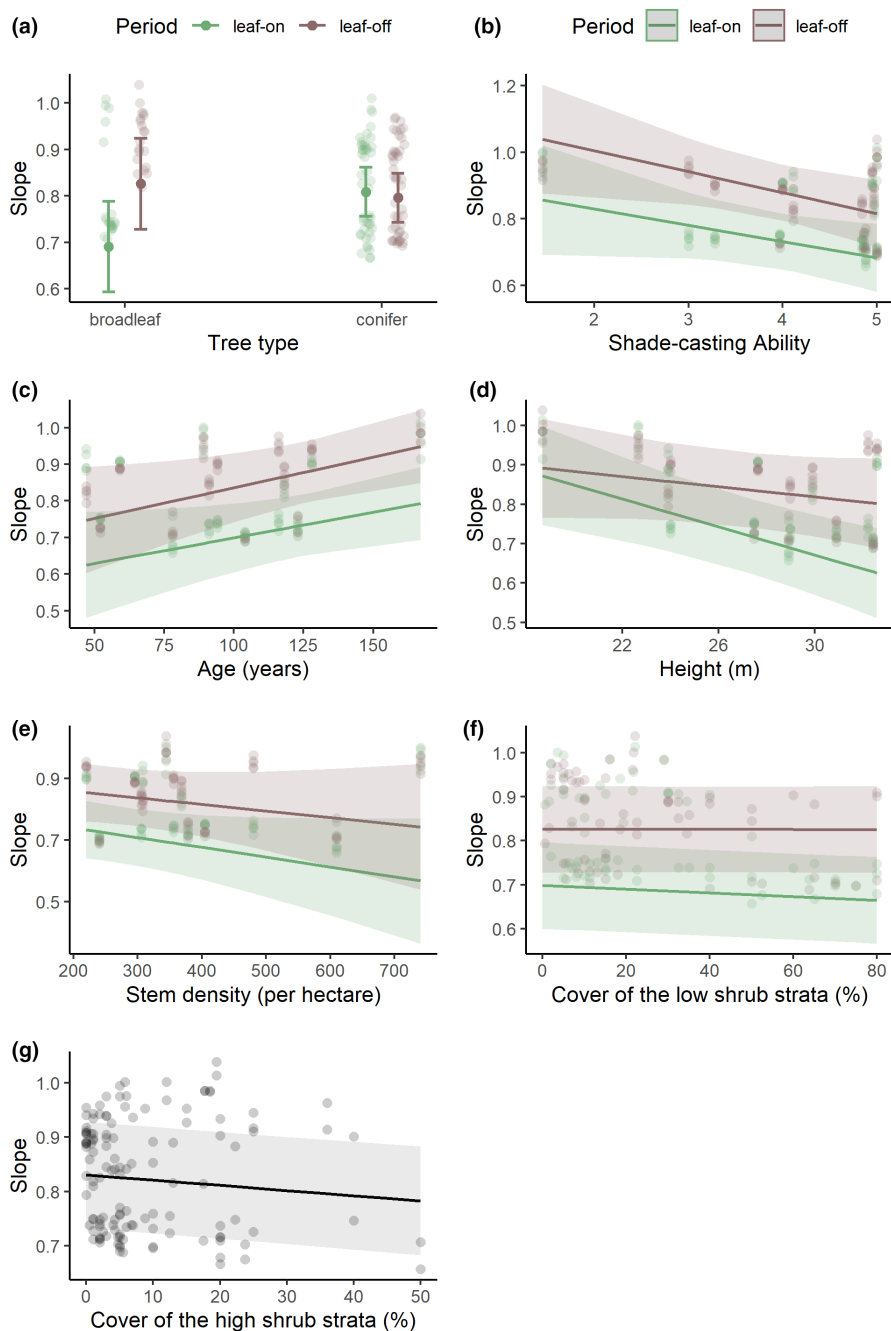 (a) Period leaf-on leaf-off
1.0
0.9
0.8
0.7
0.6
Slope
broadleaf conifer
Tree type
(b) Period leaf-on leaf-off
1.2
1.0
0.8
0.6
Slope
2 3 4 5
Shade-casting Ability
(c)
1.0
0.9
0.8
0.7
0.6
0.5
Slope
50 75 100 125 150
Age (years)
(d)
1.0
0.9
0.8
0.7
0.6
0.5
Slope
22 26 30
Height (m)
(e)
0.9
0.7
0.5
Slope
200 300 400 500 600 700
Stem density (per hectare)
(f)
1.0
0.9
0.8
0.7
0.6
Slope
0 20 40 60 80
Cover of the low shrub strata (%)
(g)
1.0
0.9
0.8
0.7
Slope
0 10 20 30 40 50
Cover of the high shrub strata (%)